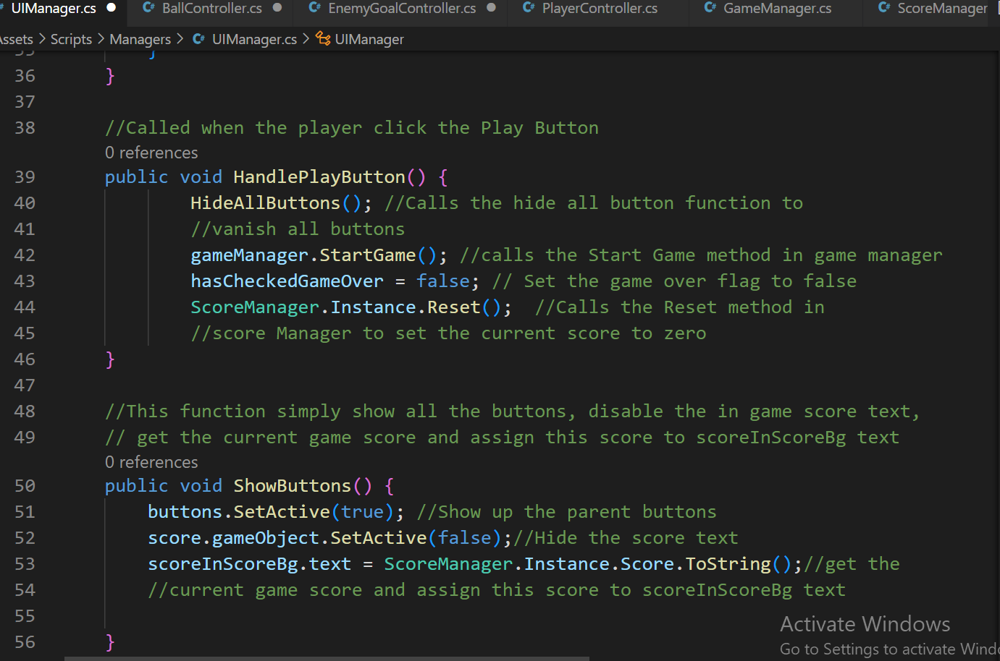 UIManager.cs BallController.cs EnemyGoalController.cs PlayerController.cs GameManager.cs ScoreManager
Assets > Scripts > Managers > UIManager.cs > UIManager
35 }
36 }
37
38 //Called when the player click the Play Button
0 references
39 public void HandlePlayButton() {
40 HideAllButtons(); //Calls the hide all button function to
41 //vanish all buttons
42 gameManager.StartGame(); //calls the Start Game method in game manager
43 hasCheckedGameOver = false; // Set the game over flag to false
44 ScoreManager.Instance.Reset();  //Calls the Reset method in
45 //score Manager to set the current score to zero
46 }
47
48 //This function simply show all the buttons, disable the in game score text,
49 // get the current game score and assign this score to scoreInScoreBg text
0 references
50 public void ShowButtons() {
51 buttons.SetActive(true); //Show up the parent buttons
52 score.gameObject.SetActive(false);//Hide the score text
53 scoreInScoreBg.text = ScoreManager.Instance.Score.ToString();//get the
54 //current game score and assign this score to scoreInScoreBg text
55
56 }
Activate Windows
Go to Settings to activate Windo